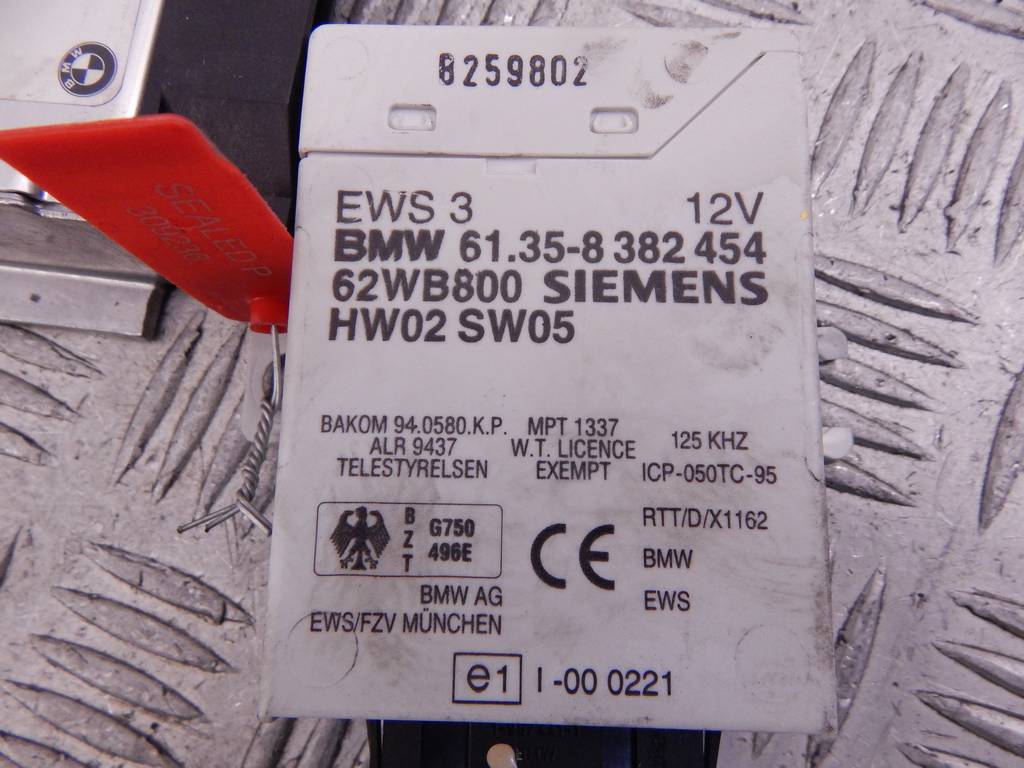 BMW
8259802
SEALED P
EWS 3 12V
BMW 61.35-8 382 454
62WB800 SIEMENS
HW02 SW05
BAKOM 94.0580.K.P. MPT 1337
ALR 9437 W.T. LICENCE 125 KHZ
TELESTYRELSEN EXEMPT ICP-050TC-95
BZT G750 496E
RTT/D/X1162
CE BMW
BMW AG EWS
EWS/FZV MÜNCHEN
e1 I -00 0221